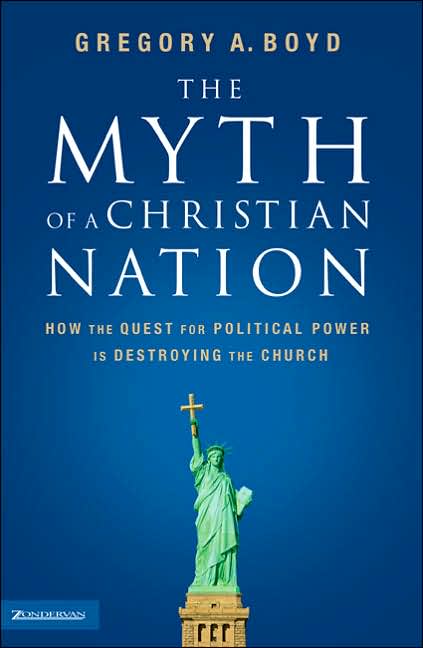 GREGORY A. BOYD
THE
MYTH
OF A CHRISTIAN
NATION
HOW THE QUEST FOR POLITICAL POWER
IS DESTROYING THE CHURCH
ZONDERVAN